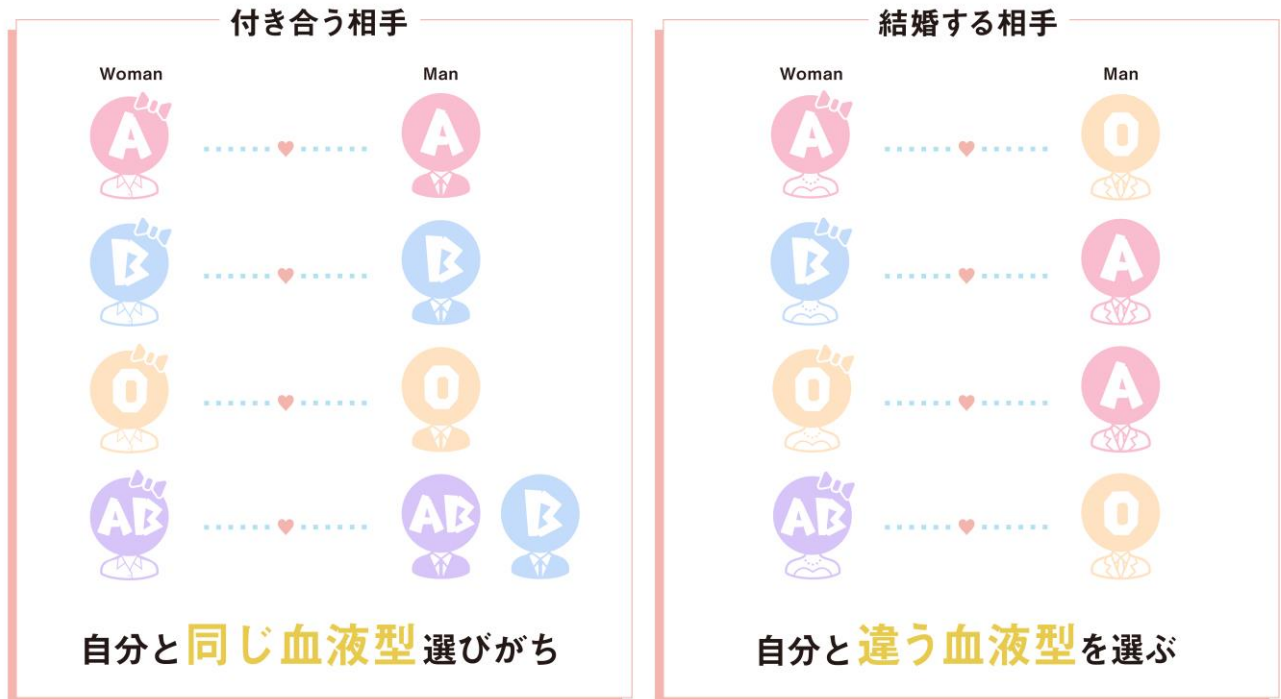 付き合う相手
Woman Man
A A
B B
O O
AB AB B
自分と同じ血液型選びがち
結婚する相手
Woman Man
A O
B A
O A
AB O
自分と違う血液型を選ぶ